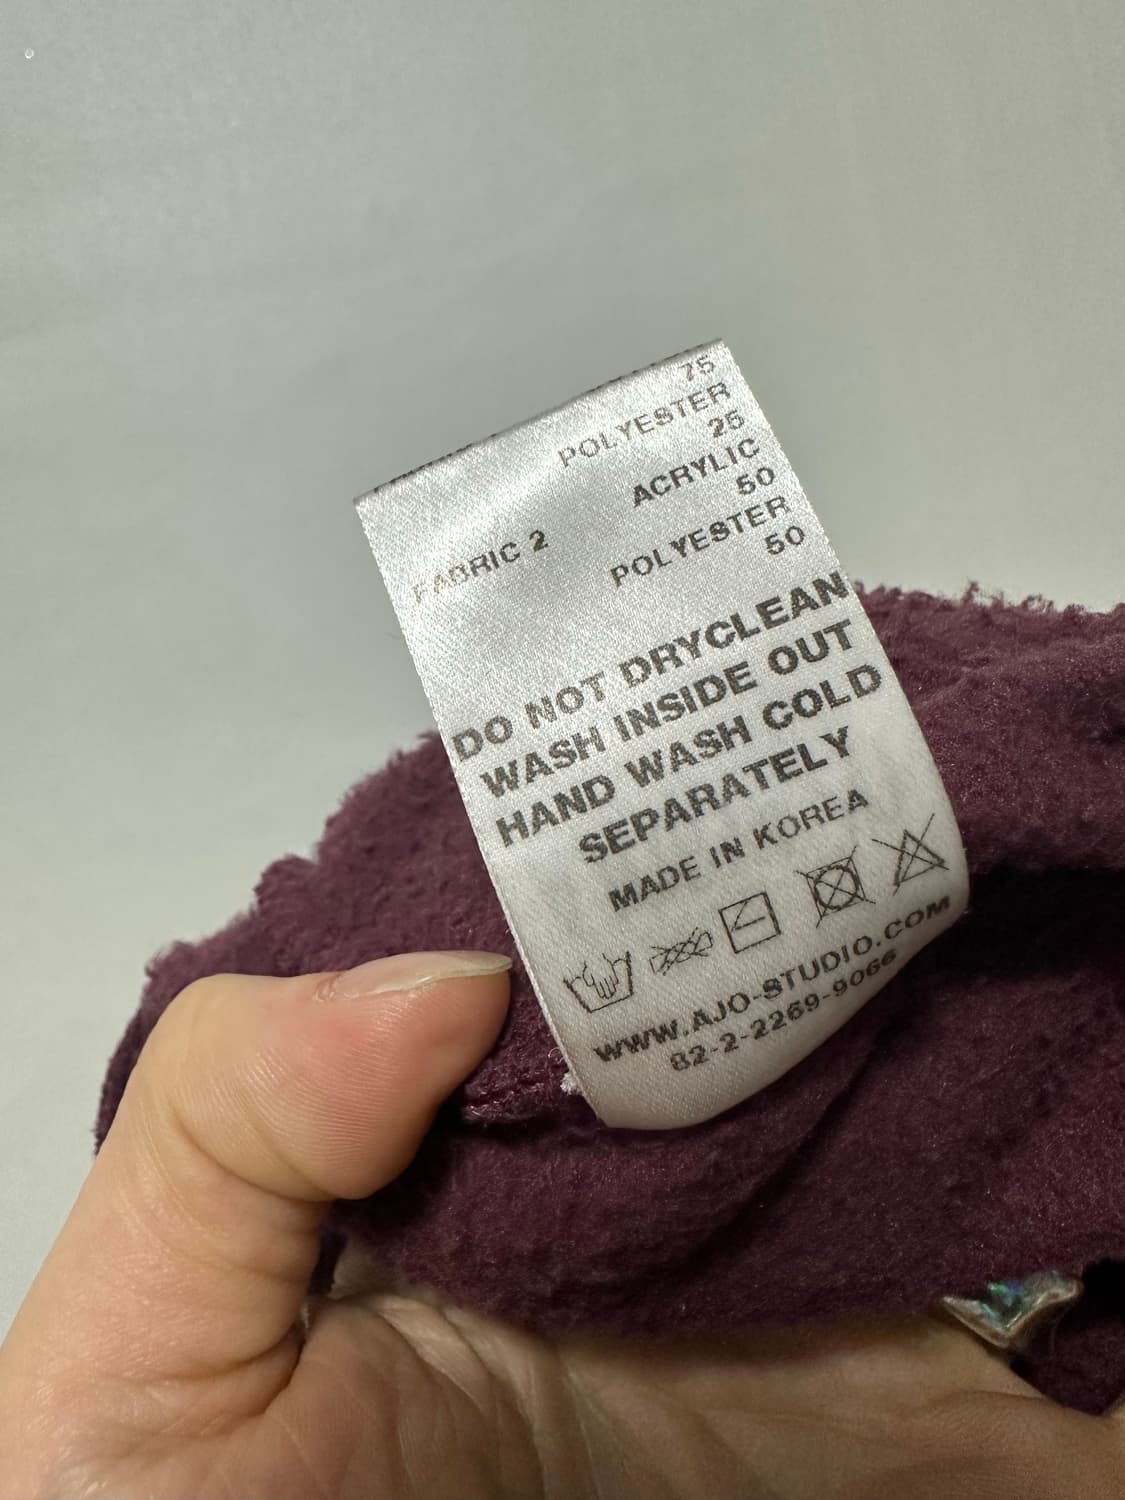 75
POLYESTER
25
ACRYLIC
FABRIC 2 50
POLYESTER
50
DO NOT DRYCLEAN
WASH INSIDE OUT
HAND WASH COLD
SEPARATELY
MADE IN KOREA
WWW.AJO-STUDIO.COM
82-2-2269-9066